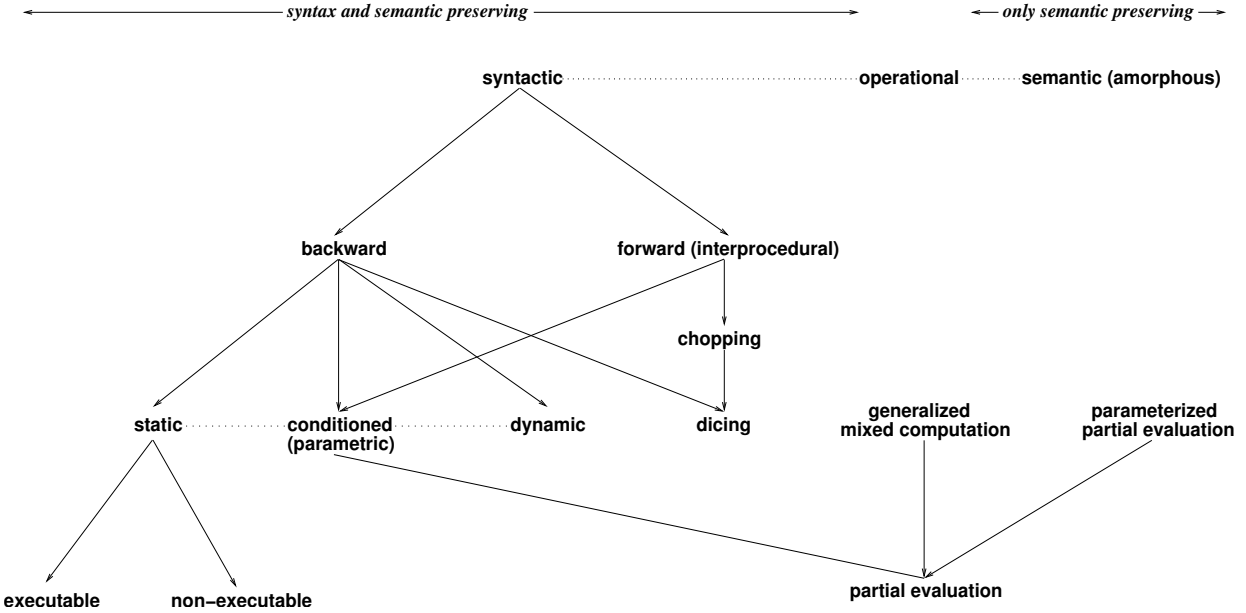 syntax and semantic preserving
only semantic preserving
syntactic
operational
semantic (amorphous)
backward
forward (interprocedural)
chopping
static
conditioned
(parametric)
dynamic
dicing
generalized
mixed computation
parameterized
partial evaluation
executable
non−executable
partial evaluation